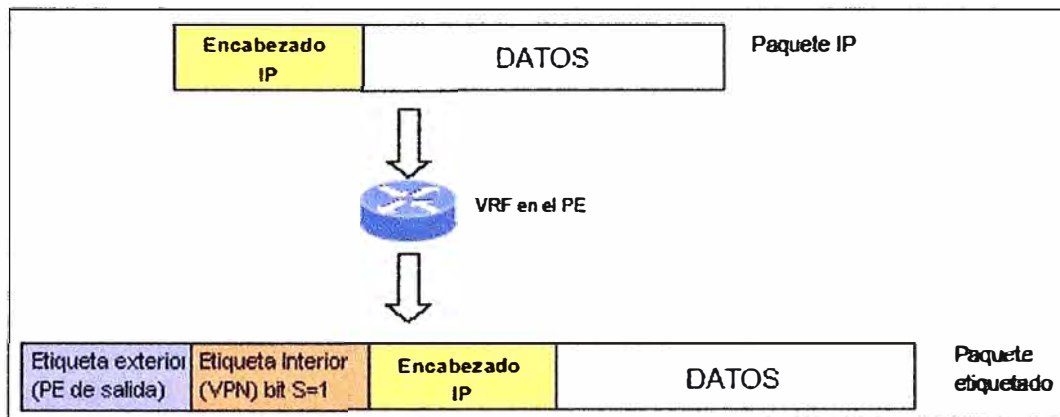 Encabezado
IP
DATOS
Paquete IP
VRF en el PE
Etiqueta exterior
(PE de salida)
Etiqueta Interior
(VPN) bit S=1
Encabezado
IP
DATOS
Paquete
etiquetado